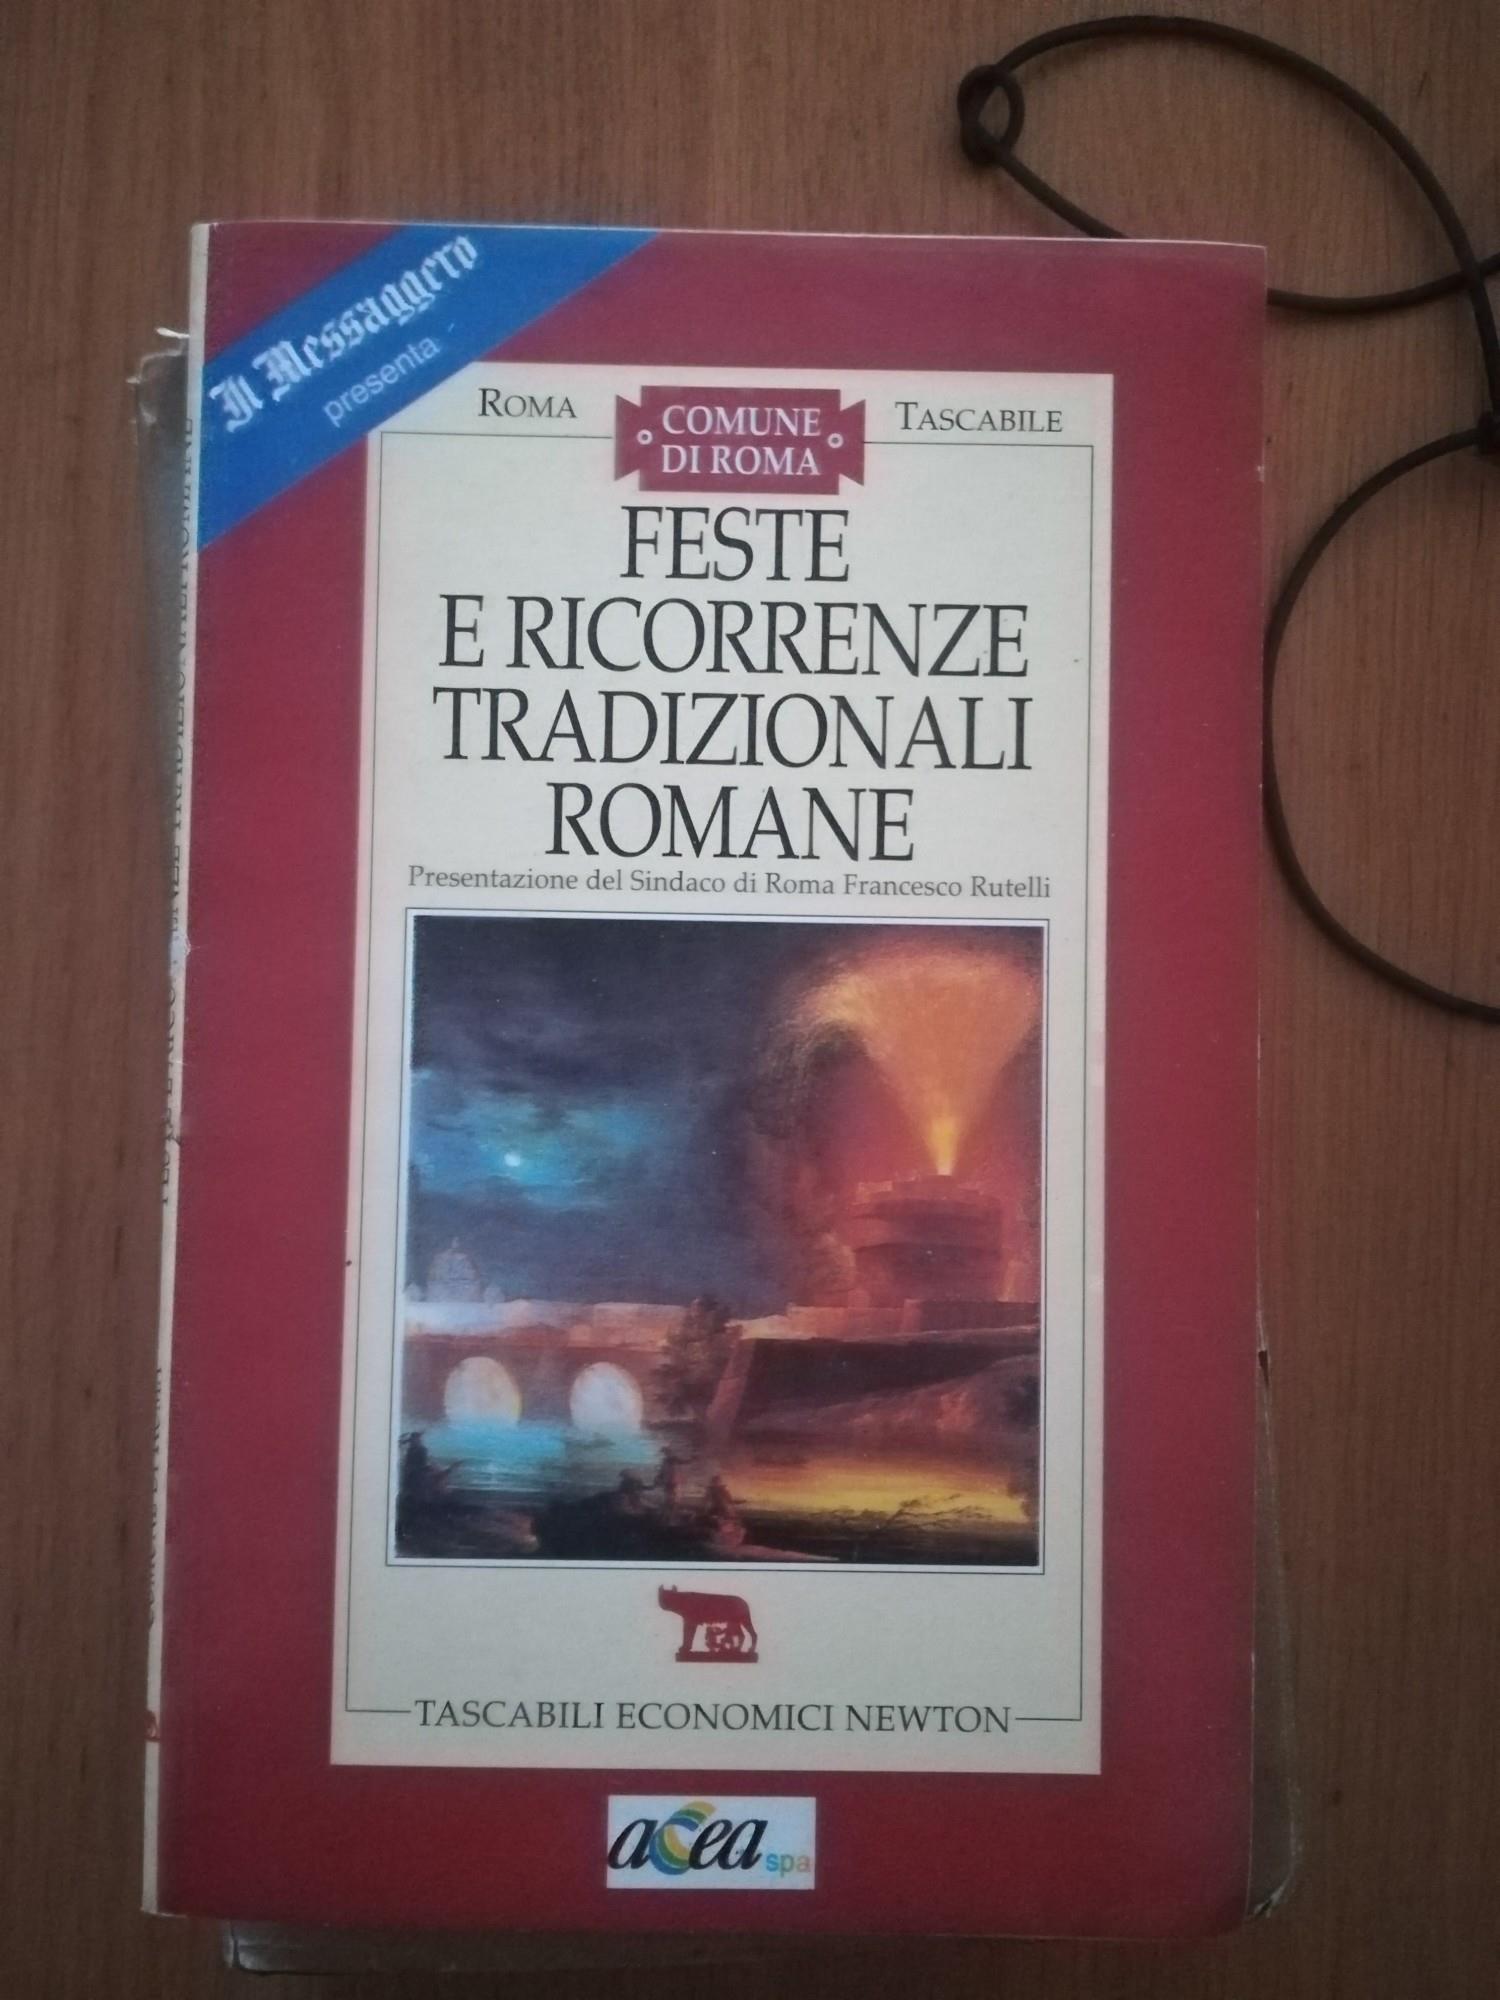 Il Messaggero
presenta
ROMA
COMUNE
DI ROMA
TASCABILE
FESTE
E RICORRENZE
TRADIZIONALI
ROMANE
Presentazione del Sindaco di Roma Francesco Rutelli
TASCABILI ECONOMICI NEWTON
acea spa